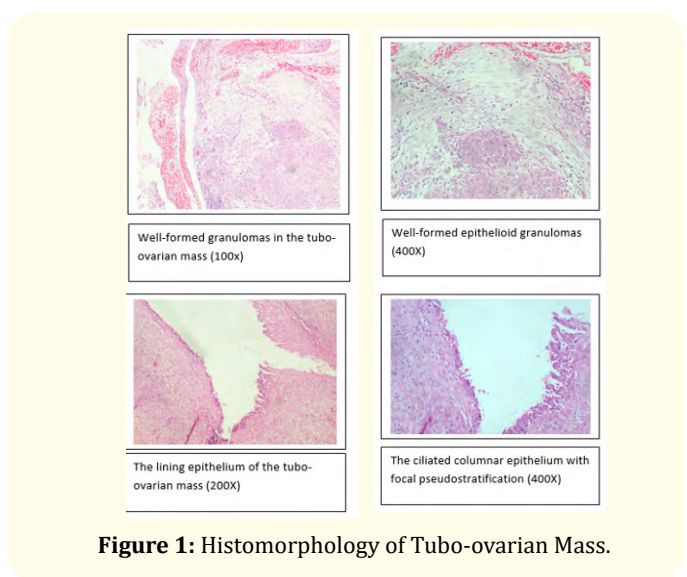 Well-formed granulomas in the tubo-
ovarian mass (100x)
Well-formed epithelioid granulomas
(400X)
The lining epithelium of the tubo-
ovarian mass (200X)
The ciliated columnar epithelium with
focal pseudostratification (400X)
Figure 1: Histomorphology of Tubo-ovarian Mass.